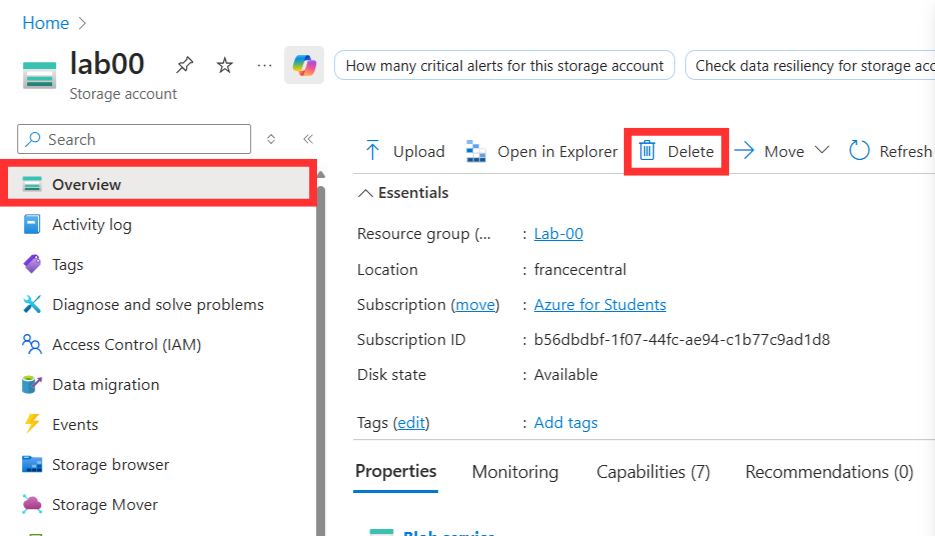 Home
lab00
Storage account
How many critical alerts for this storage account
Check data resiliency for storage acc
Search
Overview
Activity log
Tags
Diagnose and solve problems
Access Control (IAM)
Data migration
Events
Storage browser
Storage Mover
Upload
Open in Explorer
Delete
Move
Refresh
Essentials
Resource group (... : Lab-00
Location : francecentral
Subscription (move) : Azure for Students
Subscription ID : b56dbdbf-1f07-44fc-ae94-c1b77c9ad1d8
Disk state : Available
Tags (edit) : Add tags
Properties Monitoring Capabilities (7) Recommendations (0)
Blob service